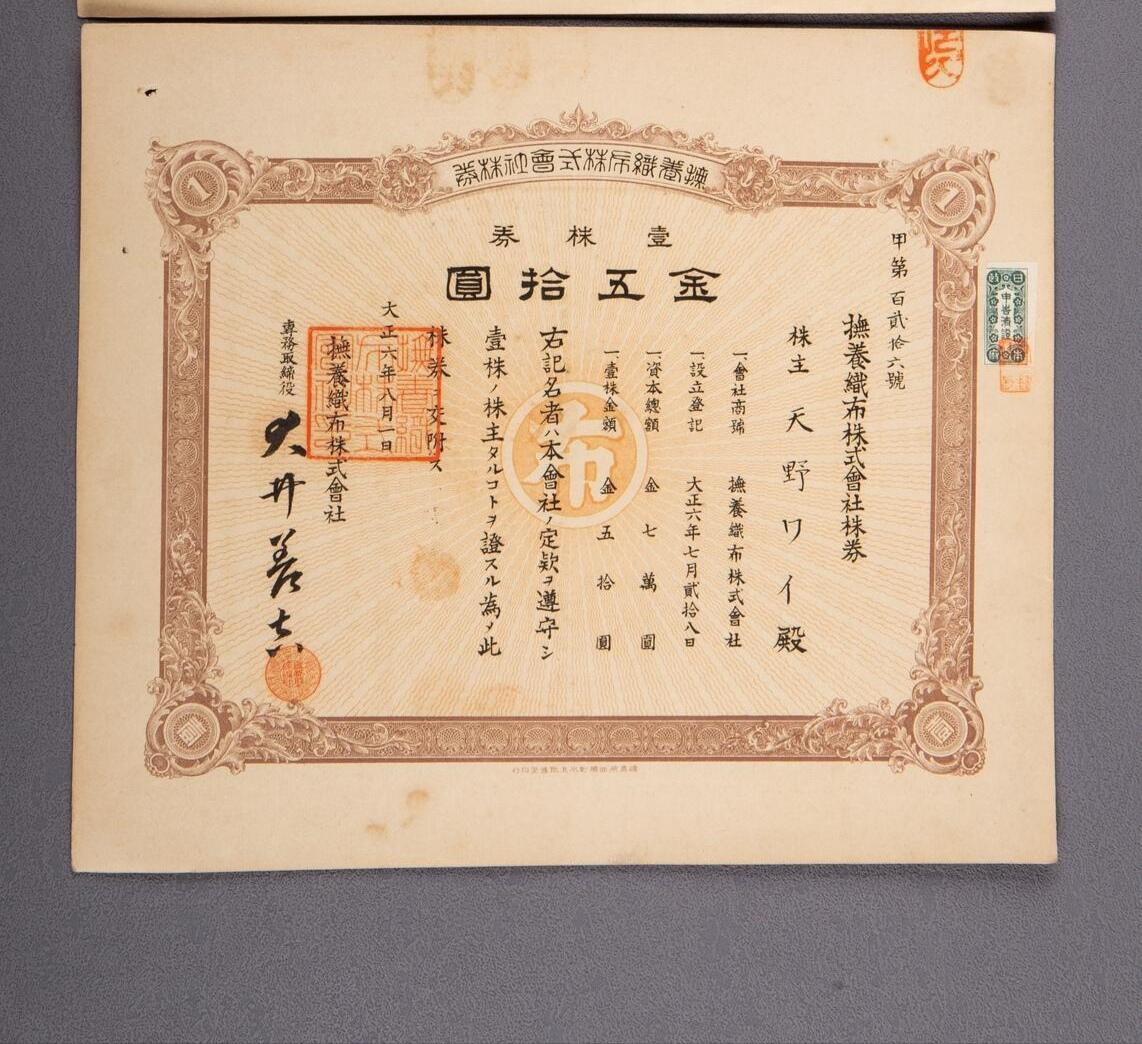 撫養織布株式會社株券
壹株券
金五拾圓
甲第百貳拾六號
撫養織布株式會社株券
株主 天野ワイ殿
一、會社商號 撫養織布株式會社
一、設立登記 大正六年七月貳拾八日
一、資本總額 金七萬圓
一、壹株金額 金五拾圓
右記名者ハ本會社ノ定欵ヲ遵守シ
壹株ノ株主タルコトヲ證スル為メ此
株券ヲ交附ス
大正六年八月一日
撫養織布株式會社
專務取締役
布
1
1